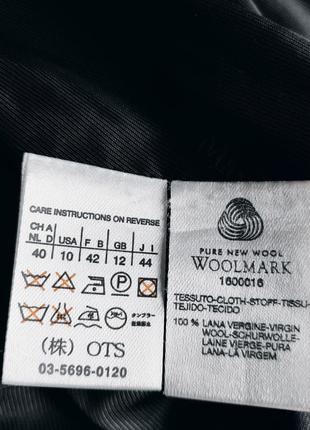 CARE INSTRUCTIONS ON REVERSE
CH A
NL D USA F B GB J I
40 10 42 12 44
P
(株) OTS
03-5696-0120
PURE NEW WOOL
WOOLMARK
1600016
TESSUTO-CLOTH-STOFF-TISSU-
TEJIDO-TECIDO
100 % LANA VERGINE-VIRGIN
WOOL-SCHURWOLLE-
LAINE VIERGE-PURA
LANA-LÃ VIRGEM